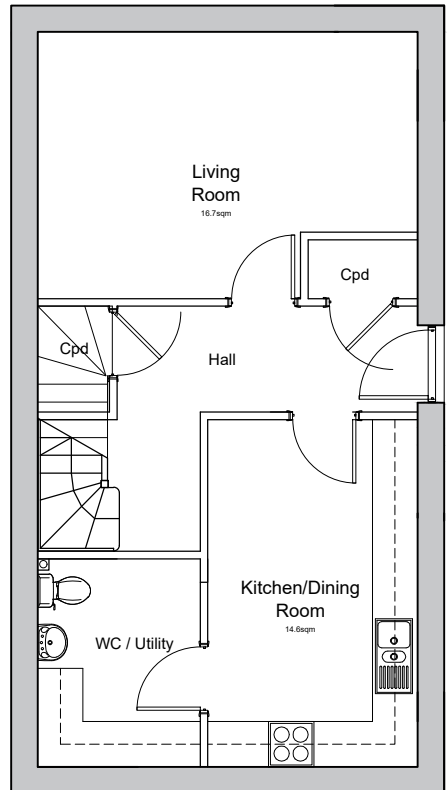 Living
Room
16.7sqm
Cpd
Cpd
Hall
Kitchen/Dining
Room
14.6sqm
WC / Utility